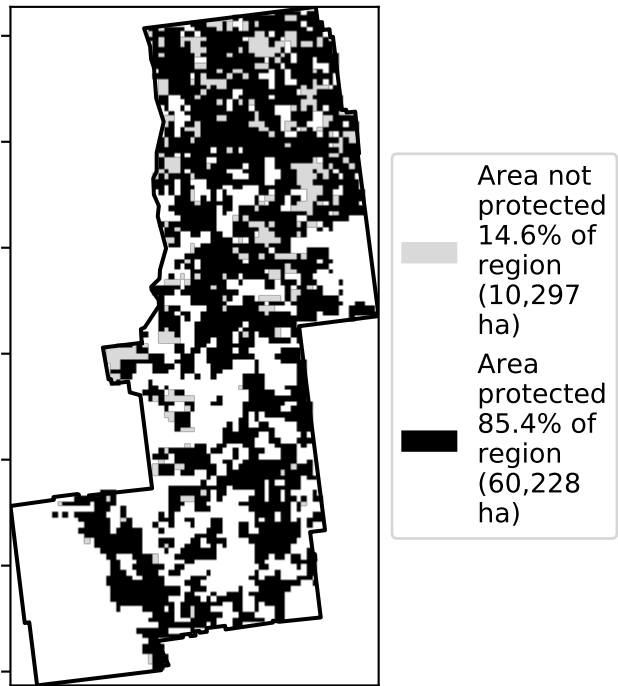 Area not
protected
14.6% of
region
(10,297
ha)
Area
protected
85.4% of
region
(60,228
ha)